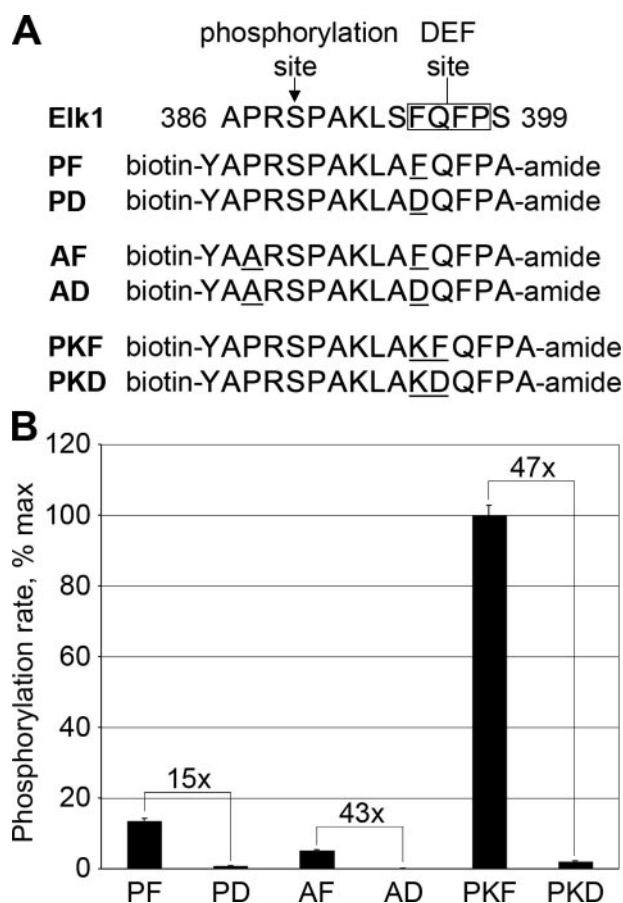 A
phosphorylation DEF
site site
Elk1 386 APRSPAKLSFQFPS 399
PF biotin-YAPRSPAKLAFQFPA-amide
PD biotin-YAPRSPAKLADQFPA-amide
AF biotin-YAARSPAKLAFQFPA-amide
AD biotin-YAARSPAKLADQFPA-amide
PKF biotin-YAPRSPAKLAKFQFPA-amide
PKD biotin-YAPRSPAKLAKDQFPA-amide
B
Phosphorylation rate, % max
120
100
80
60
40
20
0
15x
43x
47x
PF PD AF AD PKF PKD